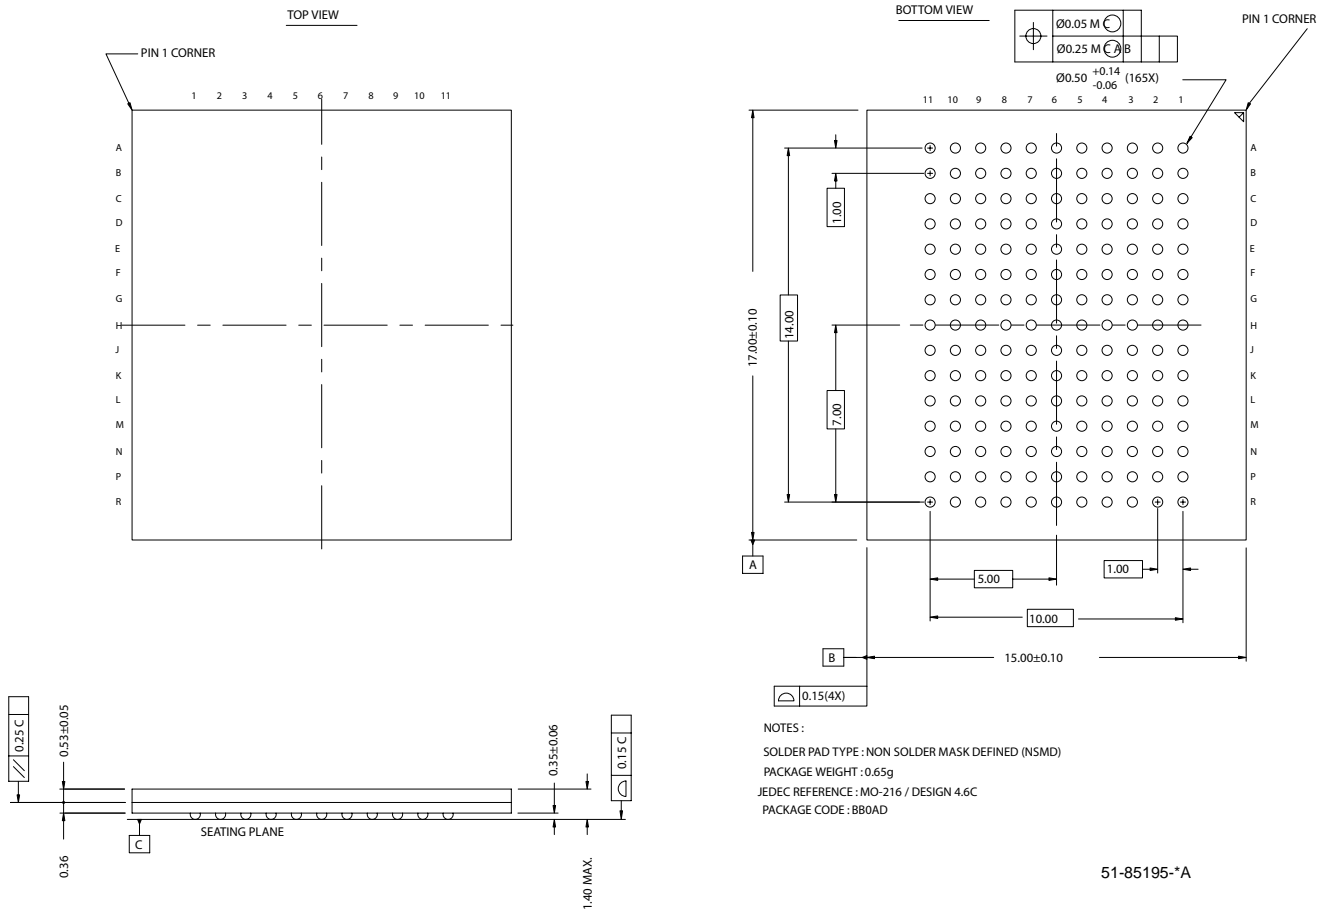 TOP VIEW
PIN 1 CORNER
1 2 3 4 5 6 7 8 9 10 11
A
B
C
D
E
F
G
H
J
K
L
M
N
P
R
BOTTOM VIEW
PIN 1 CORNER
Ø0.05 M C
Ø0.25 M C A B
Ø0.50 +0.14 -0.06 (165X)
11 10 9 8 7 6 5 4 3 2 1
A
B
C
D
E
F
G
H
J
K
L
M
N
P
R
1.00
14.00
17.00±0.10
7.00
A
5.00
1.00
10.00
B
15.00±0.10
0.15(4X)
0.25 C
0.53±0.05
0.36
SEATING PLANE
C
0.35±0.06
0.15 C
1.40 MAX.
NOTES :
SOLDER PAD TYPE : NON SOLDER MASK DEFINED (NSMD)
PACKAGE WEIGHT : 0.65g
JEDEC REFERENCE : MO-216 / DESIGN 4.6C
PACKAGE CODE : BB0AD
51-85195-*A